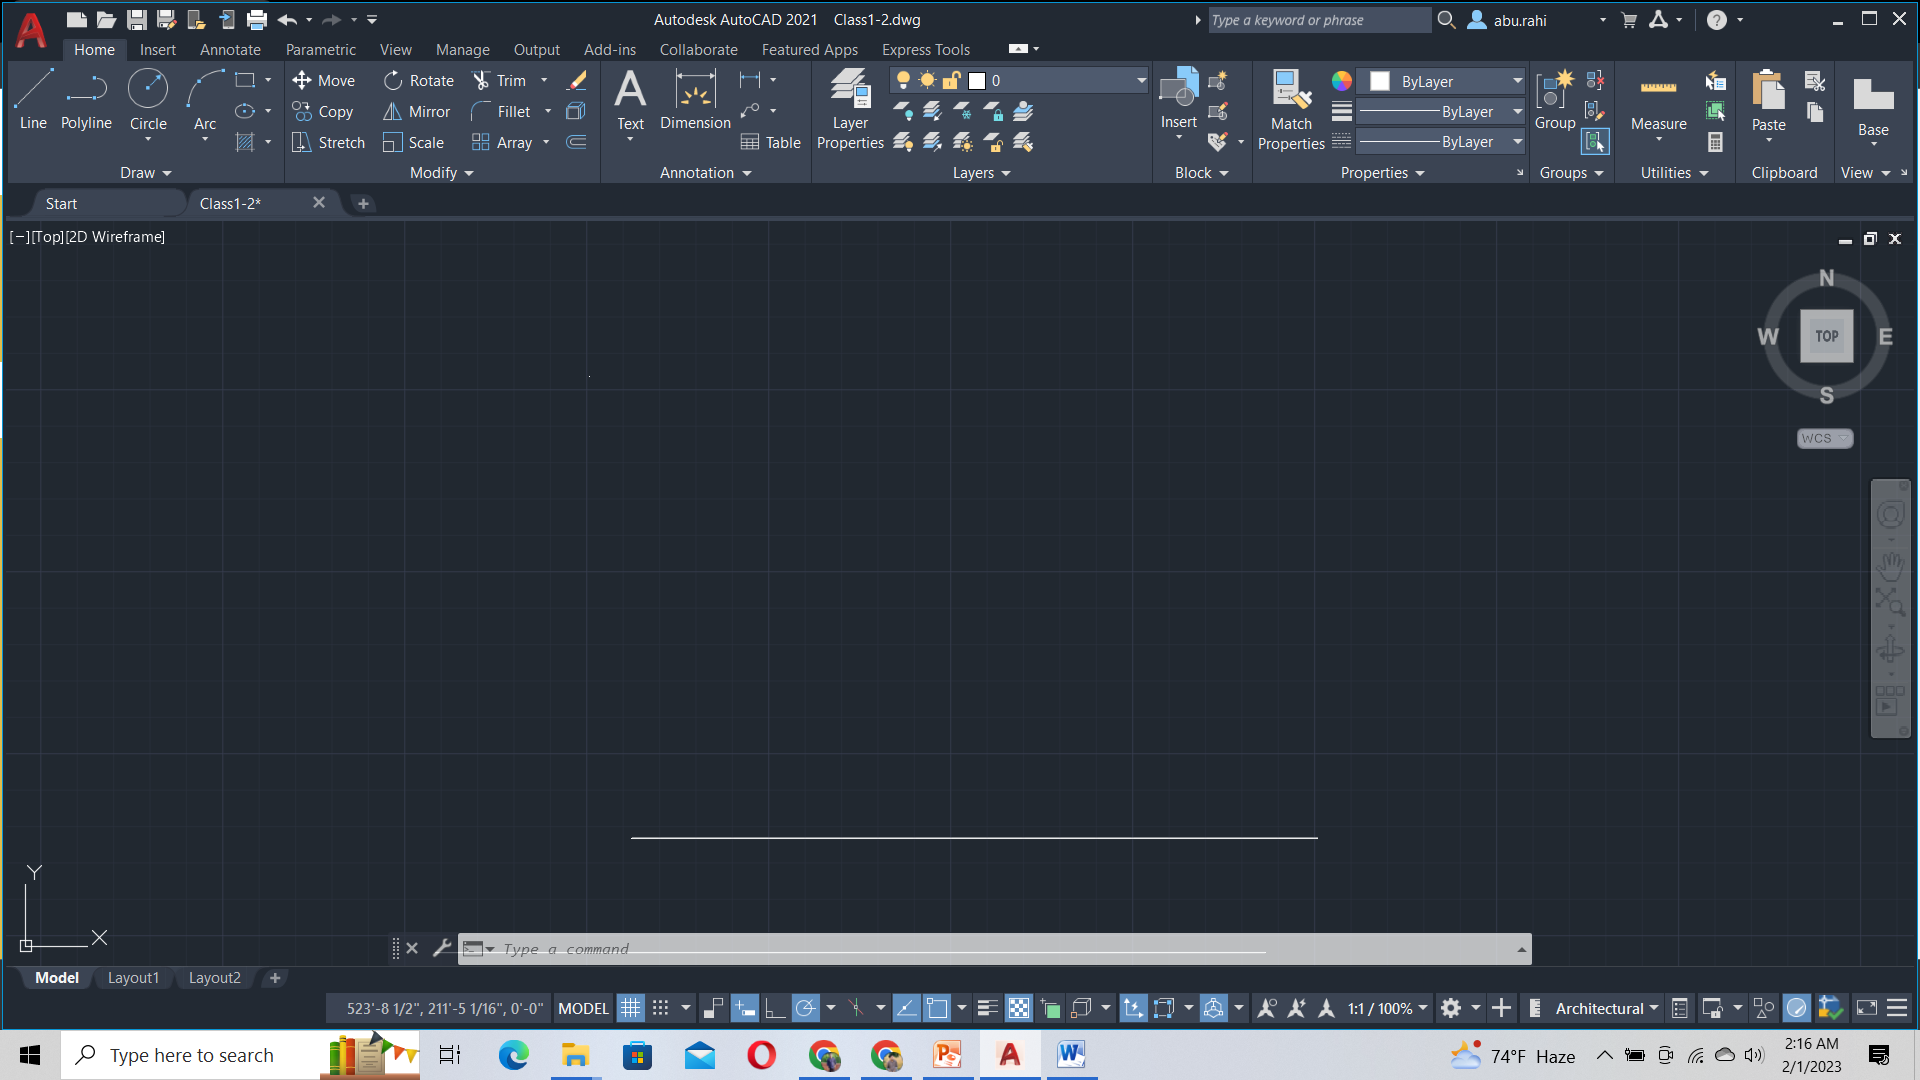 Autodesk AutoCAD 2021 Class1-2.dwg
Type a keyword or phrase
abu.rahi
Home Insert Annotate Parametric View Manage Output Add-ins Collaborate Featured Apps Express Tools
Move Rotate Trim
0
ByLayer
Copy Mirror Fillet
ByLayer
Line Polyline Circle Arc
Text Dimension
Layer
Properties
Insert
Match
Properties
Group Measure Paste Base
Stretch Scale Array
Table
ByLayer
Draw Modify Annotation Layers Block Properties Groups Utilities Clipboard View
Start Class1-2*
[−][Top][2D Wireframe]
N
W TOP E
S
WCS
Y
X
Type a command
Model Layout1 Layout2
523'-8 1/2", 211'-5 1/16", 0'-0" MODEL 1:1 / 100% Architectural
Type here to search
74°F Haze
2:16 AM
2/1/2023